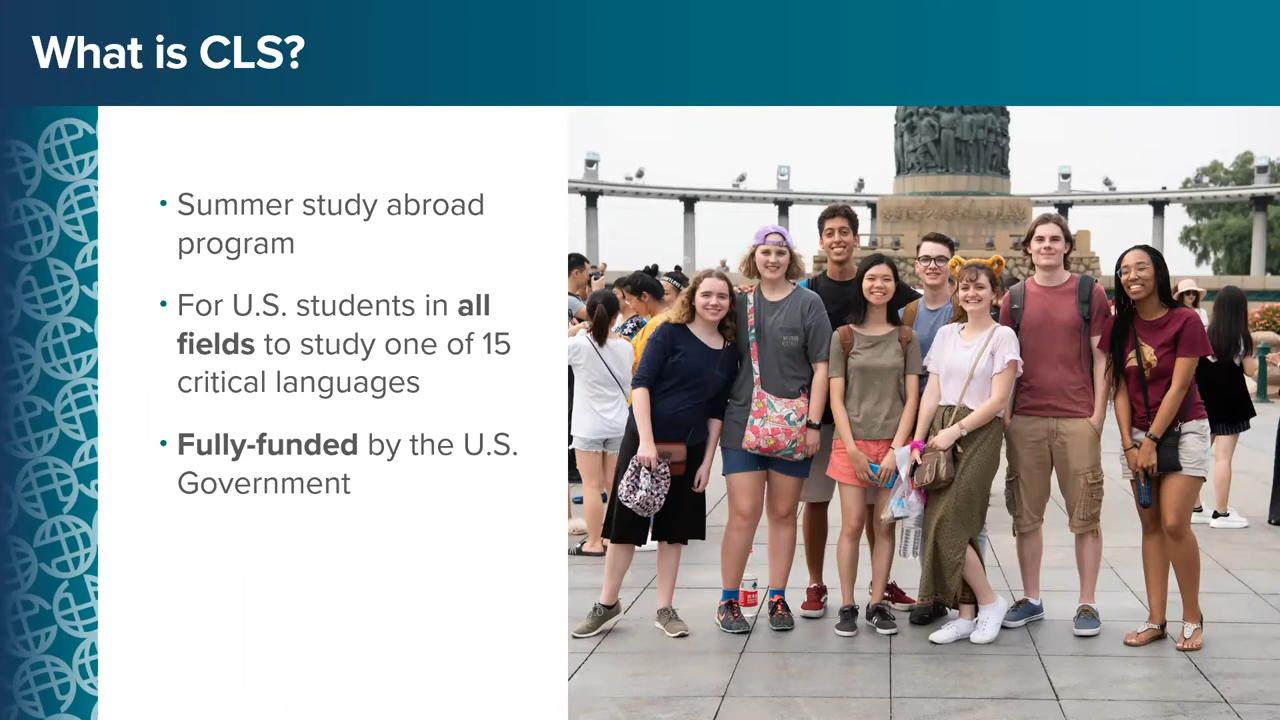 What is CLS?
• Summer study abroad
program
• For U.S. students in all
fields to study one of 15
critical languages
• Fully-funded by the U.S.
Government